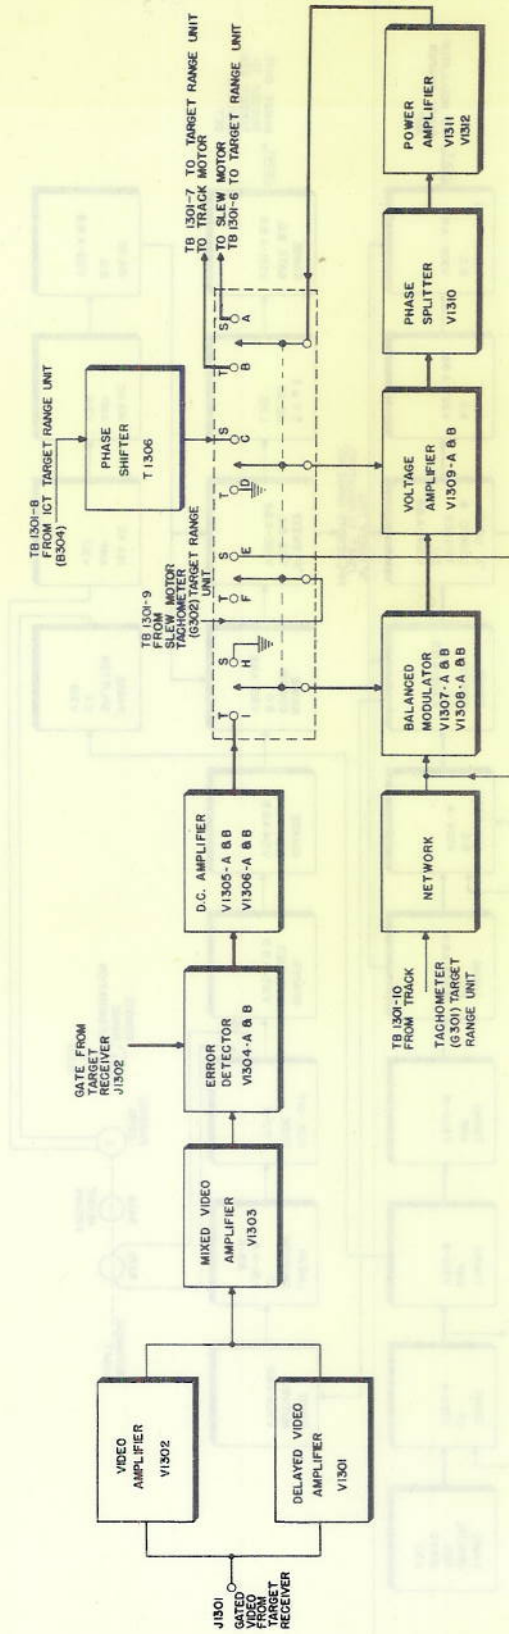 J1301
GATED
VIDEO
FROM
TARGET
RECEIVER
VIDEO
AMPLIFIER
V1302
DELAYED VIDEO
AMPLIFIER
V1301
MIXED VIDEO
AMPLIFIER
V1303
GATE FROM
TARGET
RECEIVER
J1302
ERROR
DETECTOR
V1304-A & B
D.C. AMPLIFIER
V1305-A & B
V1306-A & B
TB 1301-9
FROM
SLEW MOTOR
TACHOMETER
(G302) TARGET RANGE
UNIT
TB 1301-8
FROM ICT TARGET RANGE UNIT
(B304)
PHASE
SHIFTER
T1306
TB 1301-7 TO TARGET RANGE UNIT
TO TRACK MOTOR
TO SLEW MOTOR
TB 1301-6 TO TARGET RANGE UNIT
T S T S T S T S
I H F E D C B A
TB 1301-10
FROM TRACK
TACHOMETER
(G301) TARGET
RANGE UNIT
NETWORK
BALANCED
MODULATOR
V1307-A & B
V1308-A & B
VOLTAGE
AMPLIFIER
V1309-A & B
PHASE
SPLITTER
V1310
POWER
AMPLIFIER
V1311
V1312